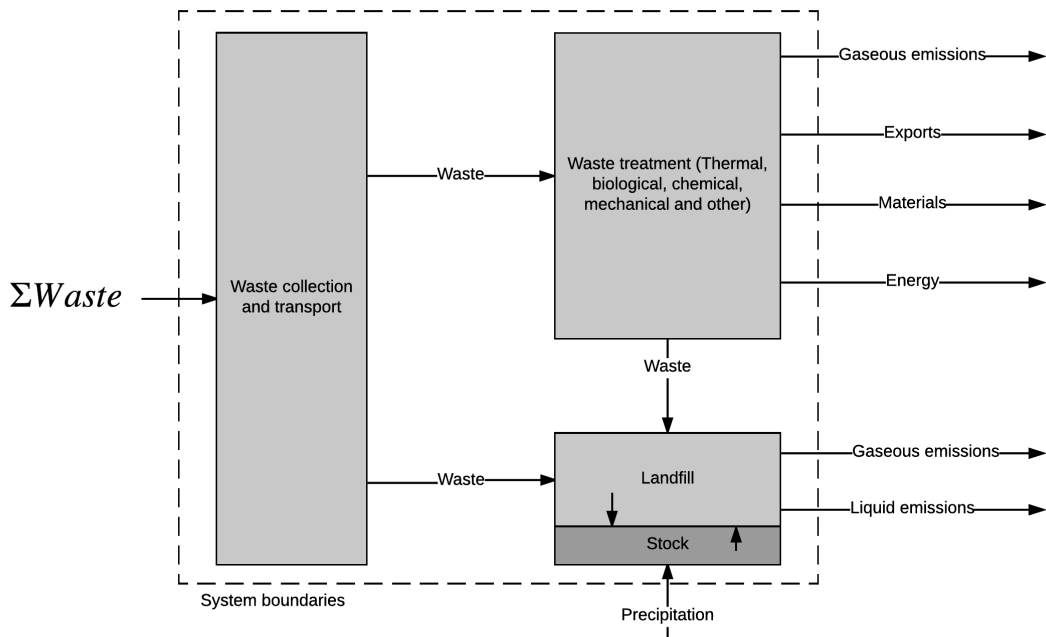 Gaseous emissions
Exports
Waste treatment (Thermal,
biological, chemical,
mechanical and other)
Waste
Materials
Energy
ΣWaste
Waste collection
and transport
Waste
Gaseous emissions
Waste
Landfill
Liquid emissions
Stock
System boundaries
Precipitation